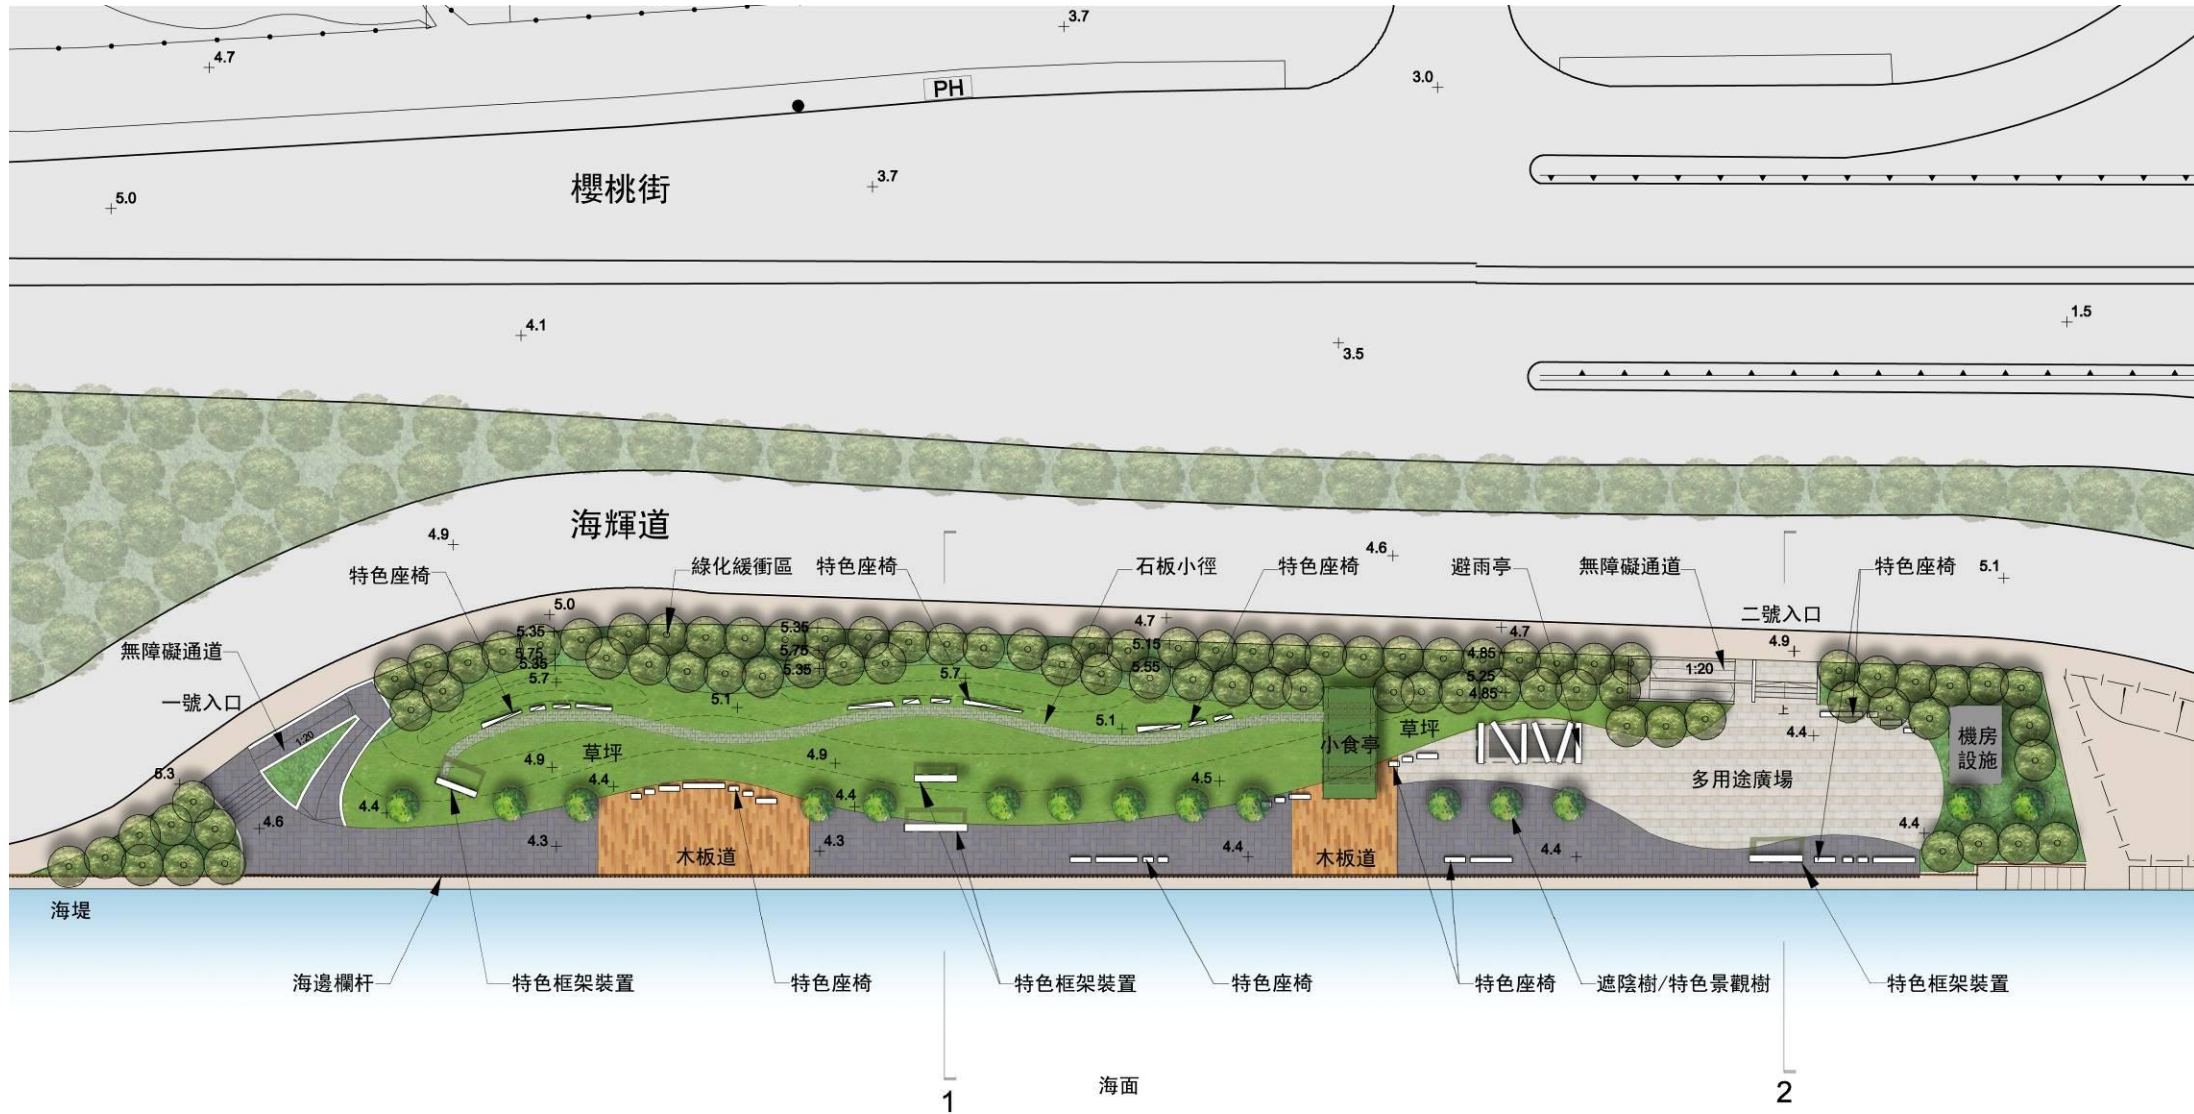 3.7
4.7
PH
3.0
櫻桃街
3.7
5.0
4.1
3.5
1.5
海輝道
4.9
4.6
特色座椅
綠化緩衝區
特色座椅
石板小徑
特色座椅
避雨亭
無障礙通道
特色座椅
5.1
5.0
4.7
4.7
二號入口
4.9
5.35
5.75
5.35
5.7
5.35
5.75
5.35
5.15
5.55
4.85
5.25
4.85
1:20
無障礙通道
一號入口
1:20
5.1
5.7
5.1
上
4.4
草坪
小食亭
草坪
機房
設施
4.9
4.9
4.5
多用途廣場
5.3
4.4
4.4
4.4
4.6
4.3
4.3
4.4
4.4
4.4
木板道
木板道
海堤
海邊欄杆
特色框架裝置
特色座椅
特色框架裝置
特色座椅
特色座椅
遮陰樹/特色景觀樹
特色框架裝置
海面
1
2